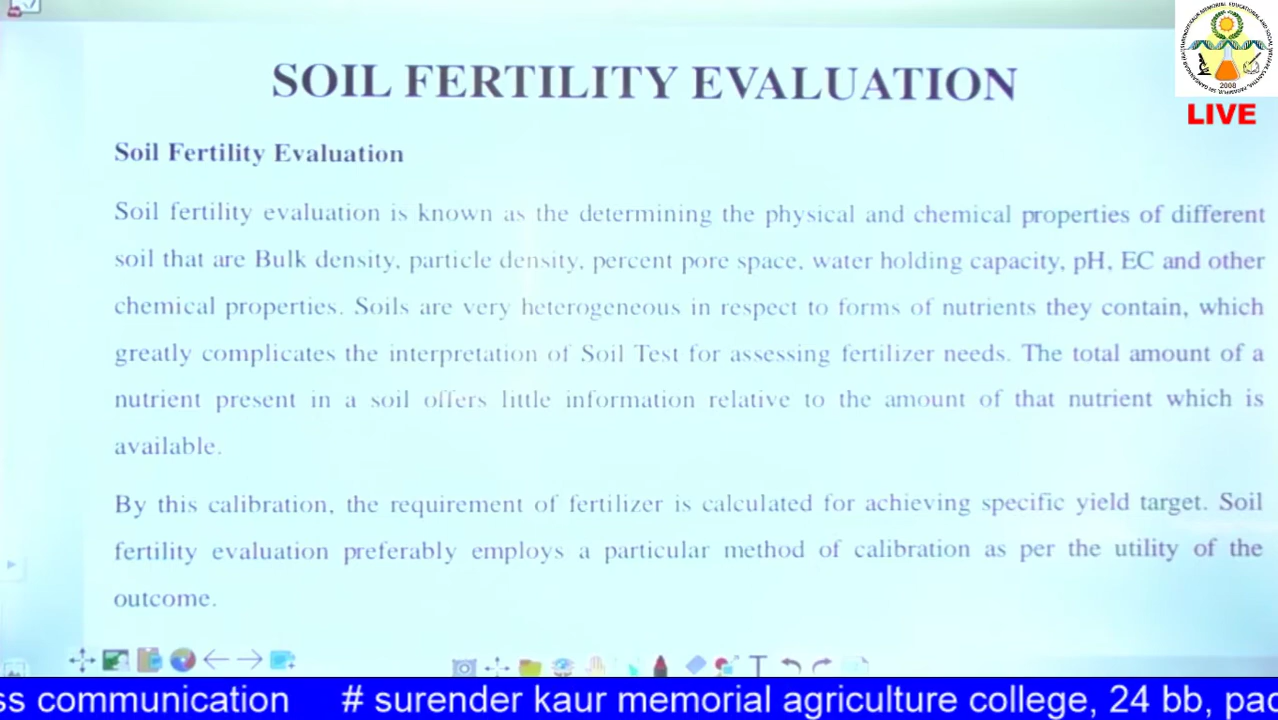 SOIL FERTILITY EVALUATION
LIVE
2008
Soil Fertility Evaluation
Soil fertility evaluation is known as the determining the physical and chemical properties of different
soil that are Bulk density, particle density, percent pore space, water holding capacity, pH, EC and other
chemical properties. Soils are very heterogeneous in respect to forms of nutrients they contain, which
greatly complicates the interpretation of Soil Test for assessing fertilizer needs. The total amount of a
nutrient present in a soil offers little information relative to the amount of that nutrient which is
available.
By this calibration, the requirement of fertilizer is calculated for achieving specific yield target. Soil
fertility evaluation preferably employs a particular method of calibration as per the utility of the
outcome.
ss communication # surender kaur memorial agriculture college, 24 bb, pad